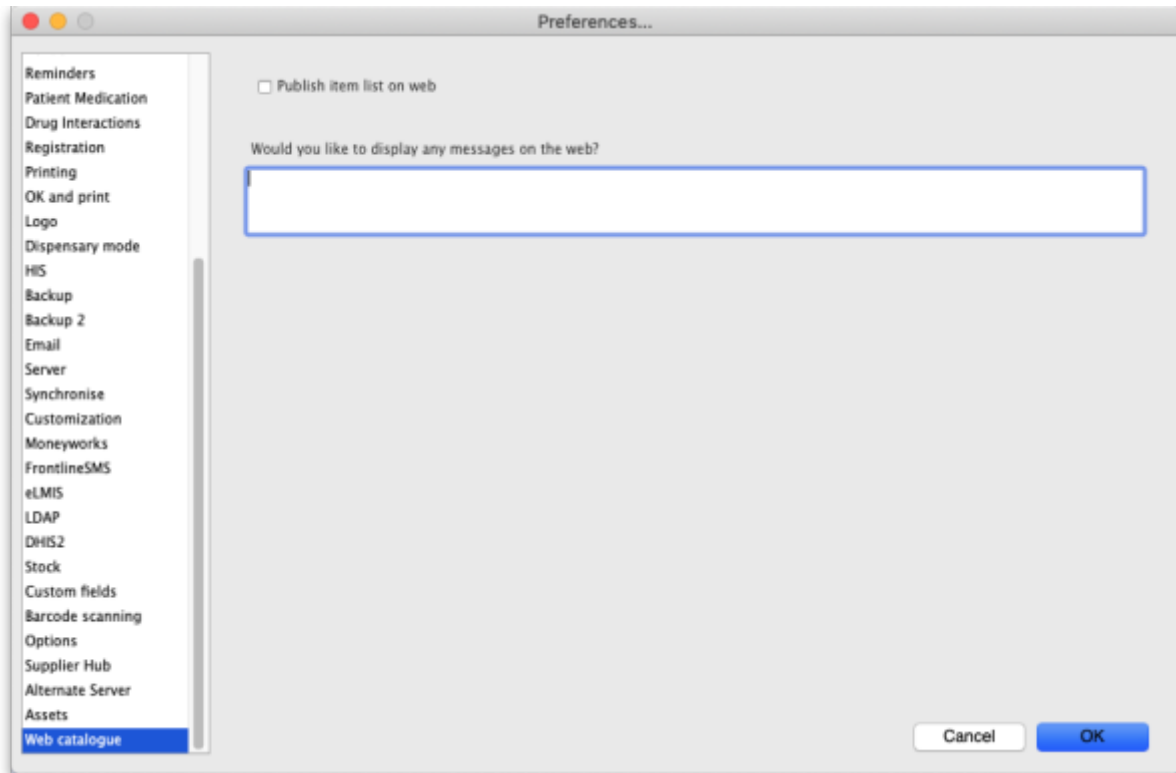 Preferences...
Reminders
Patient Medication
Drug Interactions
Registration
Printing
OK and print
Logo
Dispensary mode
HIS
Backup
Backup 2
Email
Server
Synchronise
Customization
Moneyworks
FrontlineSMS
eLMIS
LDAP
DHIS2
Stock
Custom fields
Barcode scanning
Options
Supplier Hub
Alternate Server
Assets
Web catalogue
Publish item list on web
Would you like to display any messages on the web?
Cancel
OK